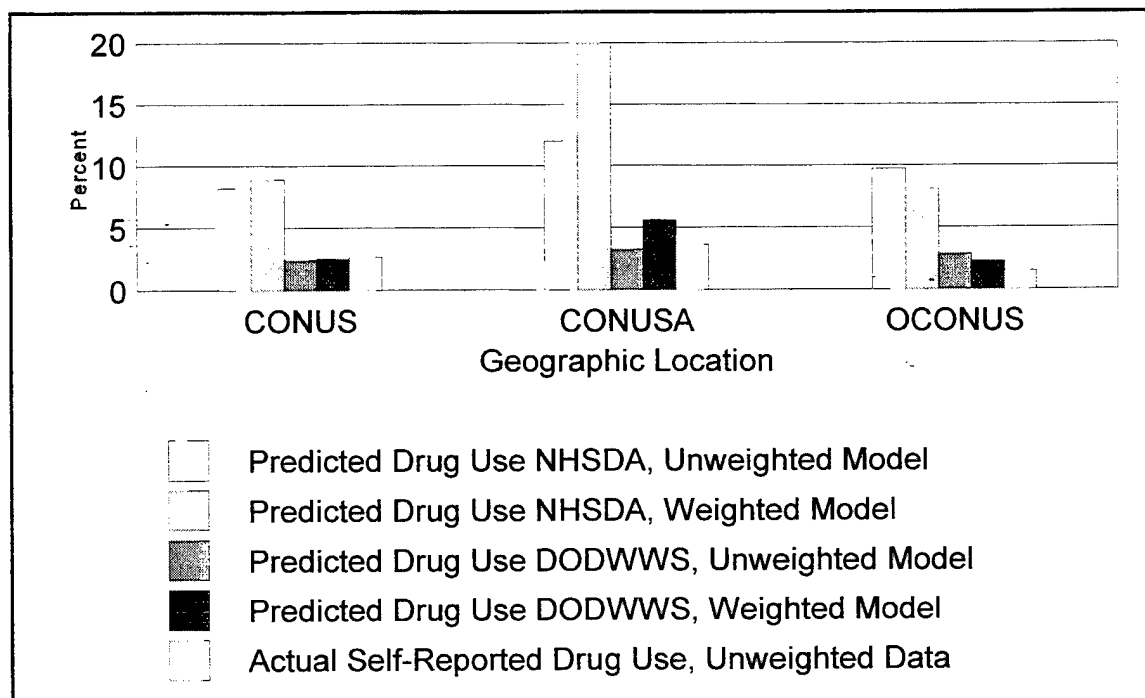 20
15
10
5
0
Percent
CONUS CONUSA OCONUS
Geographic Location
Predicted Drug Use NHSDA, Unweighted Model
Predicted Drug Use NHSDA, Weighted Model
Predicted Drug Use DODWWS, Unweighted Model
Predicted Drug Use DODWWS, Weighted Model
Actual Self-Reported Drug Use, Unweighted Data